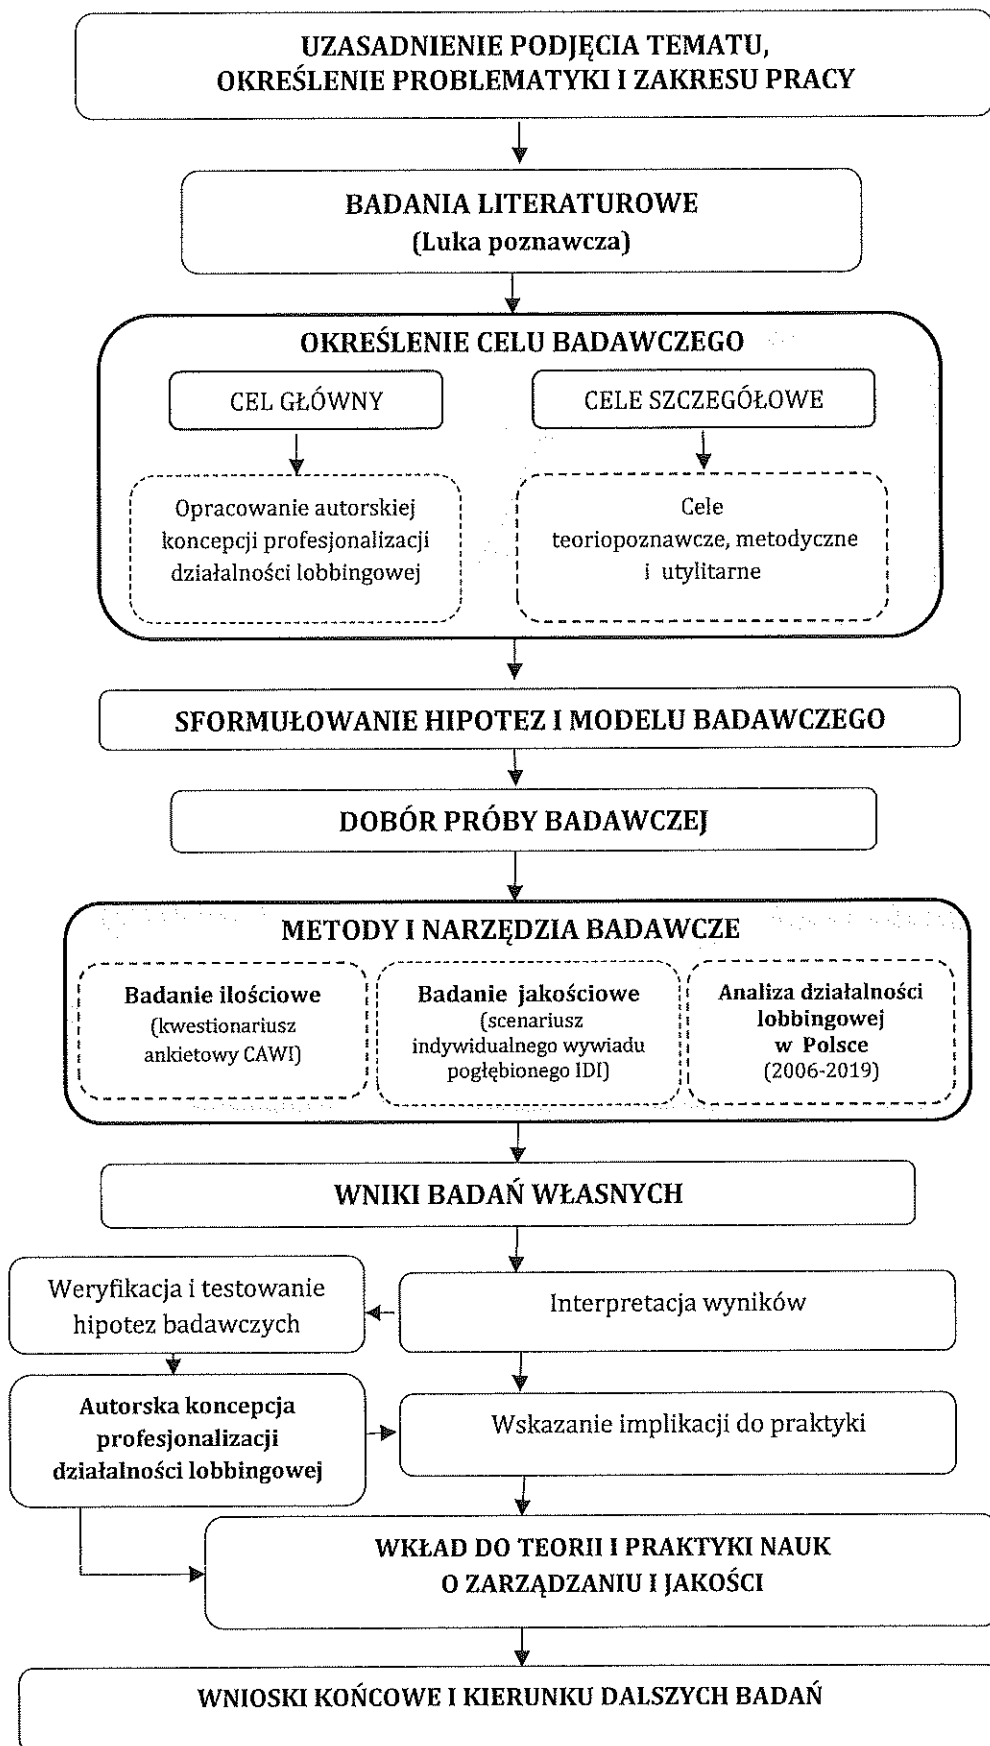 UZASADNIENIE PODJĘCIA TEMATU,
OKREŚLENIE PROBLEMATYKI I ZAKRESU PRACY
BADANIA LITERATUROWE
(Luka poznawcza)
OKREŚLENIE CELU BADAWCZEGO
CEL GŁÓWNY
Opracowanie autorskiej
koncepcji profesjonalizacji
działalności lobbingowej
CELE SZCZEGÓŁOWE
Cele
teoriopoznawcze, metodyczne
i utylitarne
SFORMUŁOWANIE HIPOTEZ I MODELU BADAWCZEGO
DOBÓR PRÓBY BADAWCZEJ
METODY I NARZĘDZIA BADAWCZE
Badanie ilościowe
(kwestionariusz
ankietowy CAWI)
Badanie jakościowe
(scenariusz
indywidualnego wywiadu
pogłębionego IDI)
Analiza działalności
lobbingowej
w Polsce
(2006-2019)
WNIKI BADAŃ WŁASNYCH
Interpretacja wyników
Weryfikacja i testowanie
hipotez badawczych
Autorska koncepcja
profesjonalizacji
działalności lobbingowej
Wskazanie implikacji do praktyki
WKŁAD DO TEORII I PRAKTYKI NAUK
O ZARZĄDZANIU I JAKOŚCI
WNIOSKI KOŃCOWE I KIERUNKU DALSZYCH BADAŃ